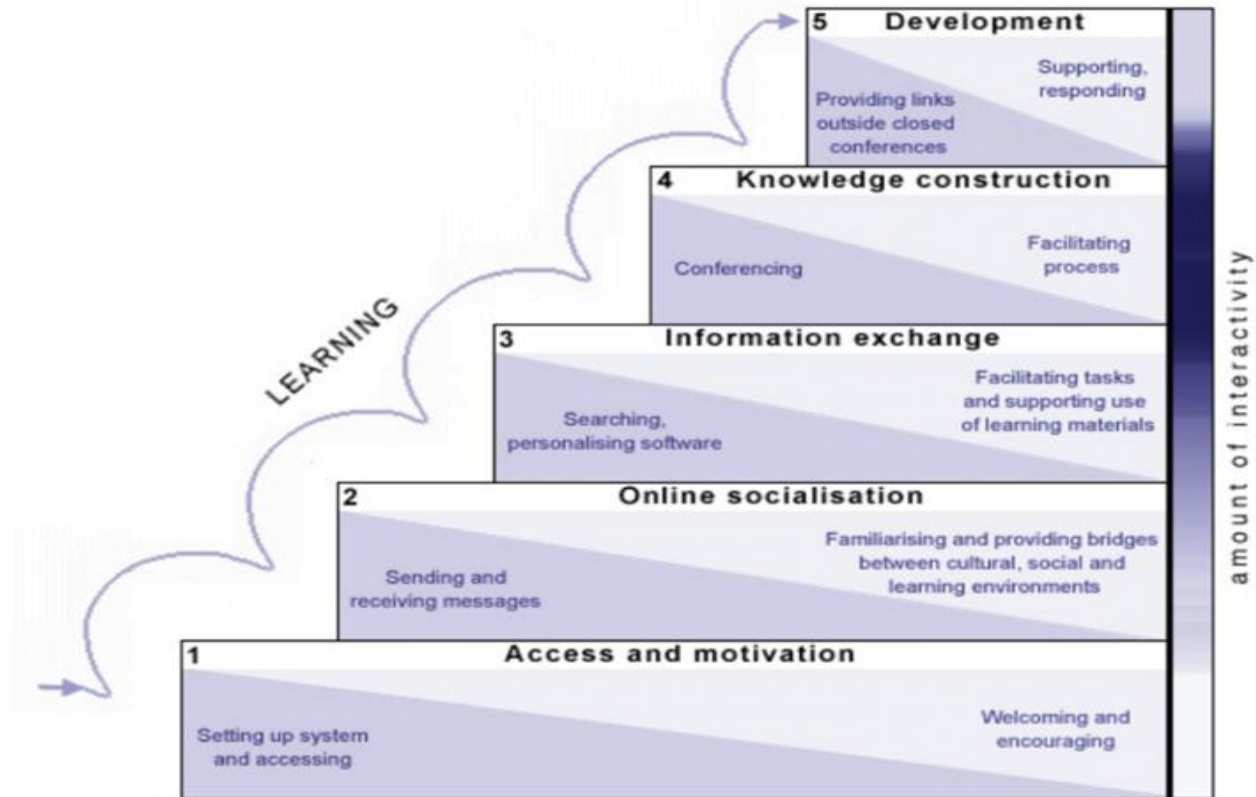 5 Development
Supporting,
responding
Providing links
outside closed
conferences
4 Knowledge construction
Facilitating
process
Conferencing
3 Information exchange
Facilitating tasks
and supporting use
of learning materials
Searching,
personalising software
2 Online socialisation
Familiarising and providing bridges
between cultural, social and
learning environments
Sending and
receiving messages
1 Access and motivation
Welcoming and
encouraging
Setting up system
and accessing
LEARNING
amount of interactivity